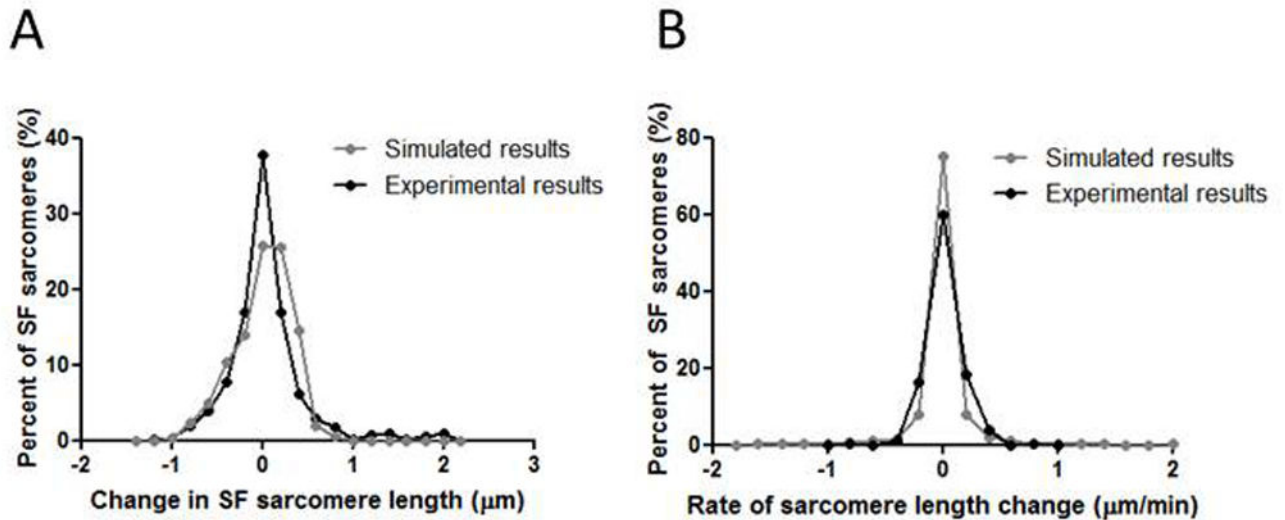 A
B
Percent of SF sarcomeres (%)
40
30
20
10
0
Simulated results
Experimental results
-2
-1
0
1
2
3
Change in SF sarcomere length (μm)
Percent of SF sarcomeres (%)
80
60
40
20
0
Simulated results
Experimental results
-2
-1
0
1
2
Rate of sarcomere length change (μm/min)